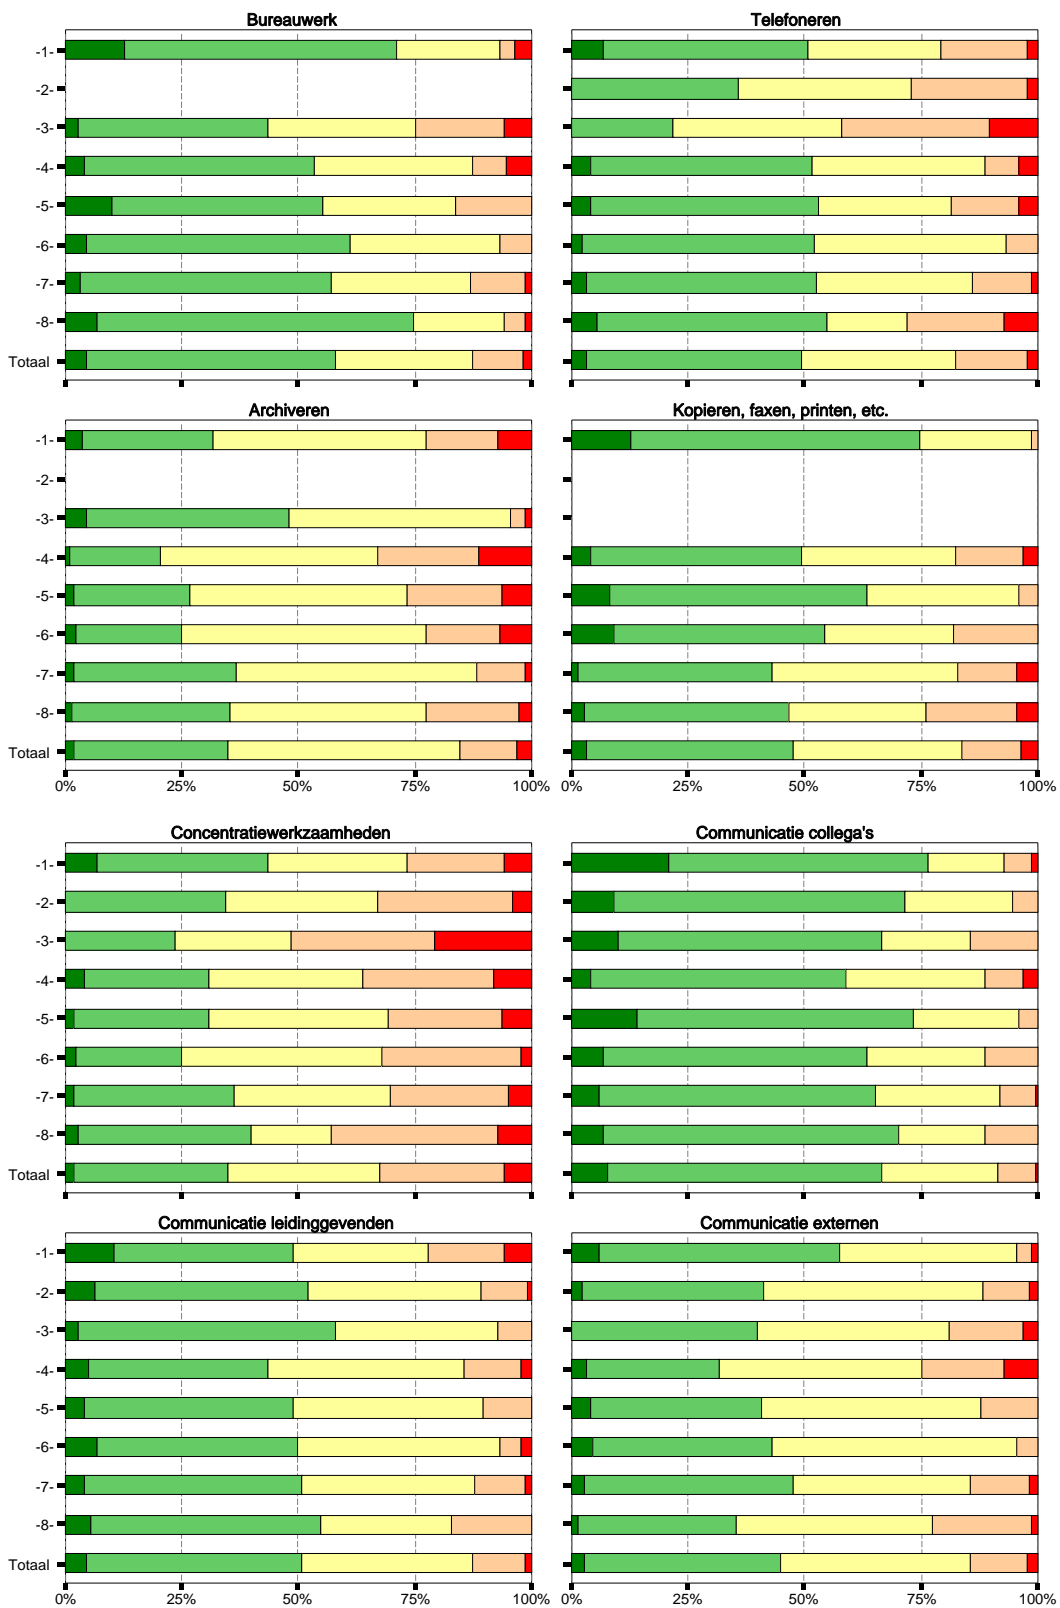 Bureauwerk
Telefoneren
-1-
-2-
-3-
-4-
-5-
-6-
-7-
-8-
Totaal
Archiveren
Kopieren, faxen, printen, etc.
-1-
-2-
-3-
-4-
-5-
-6-
-7-
-8-
Totaal
0% 25% 50% 75% 100%
0% 25% 50% 75% 100%
Concentratiewerkzaamheden
Communicatie collega's
-1-
-2-
-3-
-4-
-5-
-6-
-7-
-8-
Totaal
Communicatie leidinggevenden
Communicatie externen
-1-
-2-
-3-
-4-
-5-
-6-
-7-
-8-
Totaal
0% 25% 50% 75% 100%
0% 25% 50% 75% 100%